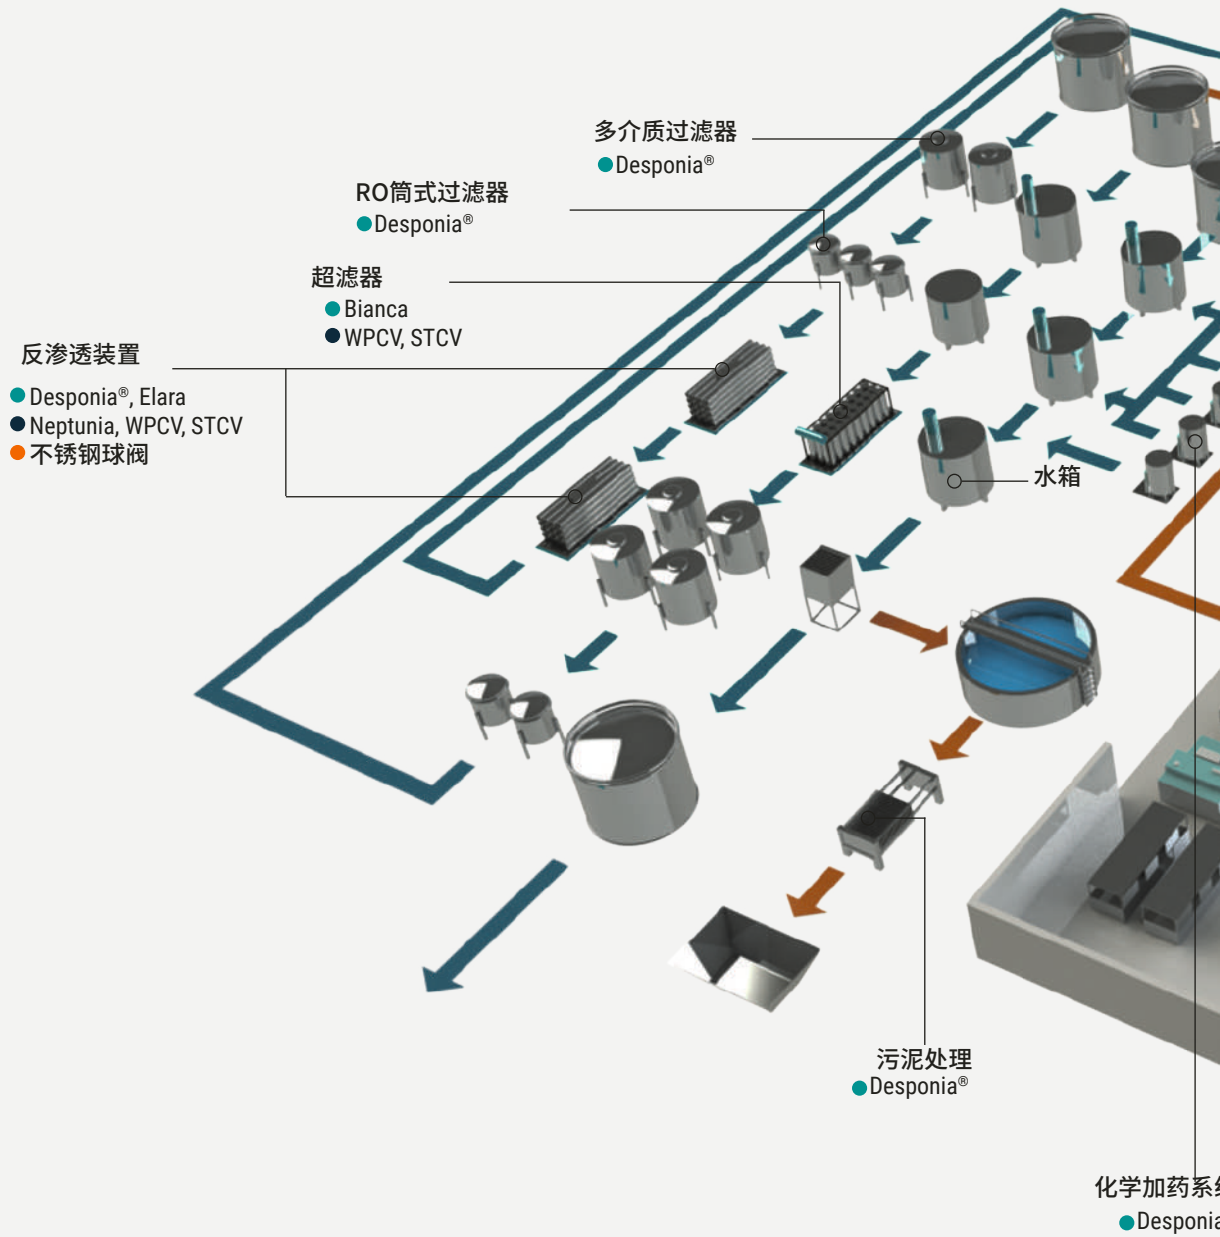 多介质过滤器
Desponia®
RO筒式过滤器
Desponia®
超滤器
Bianca
WPCV, STCV
反渗透装置
Desponia®, Elara
Neptunia, WPCV, STCV
不锈钢球阀
水箱
污泥处理
Desponia®
化学加药系
Desponia